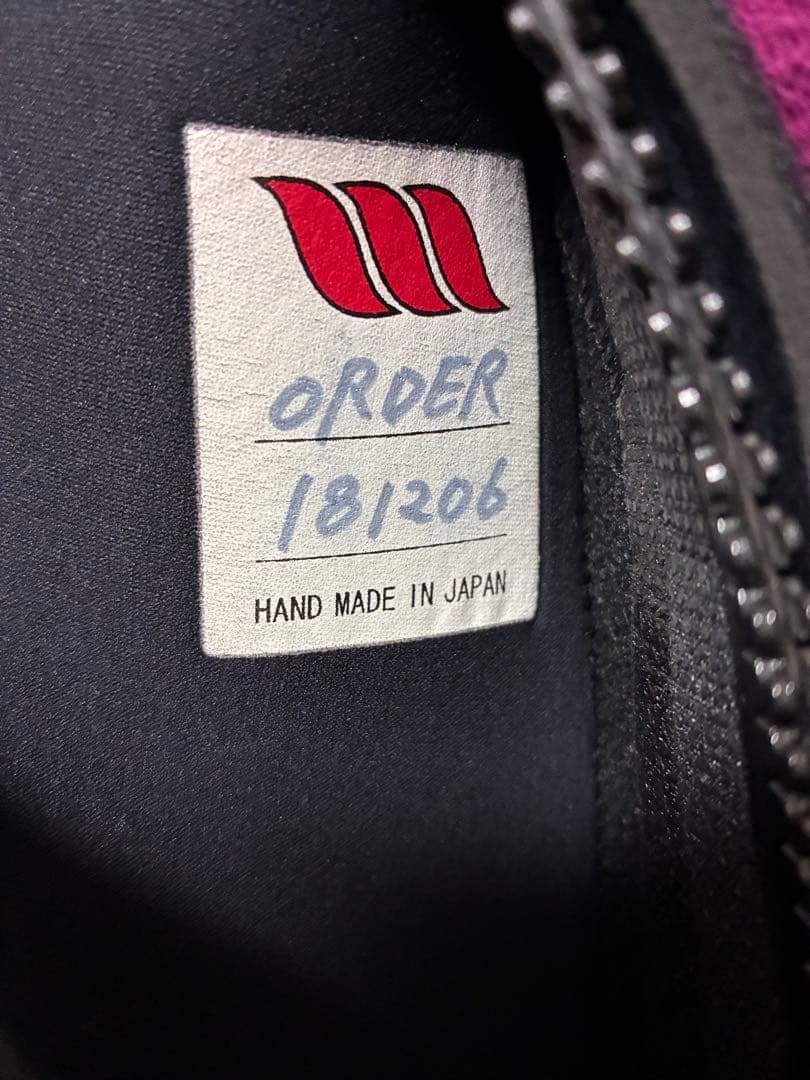 ORDER
181206
HAND MADE IN JAPAN